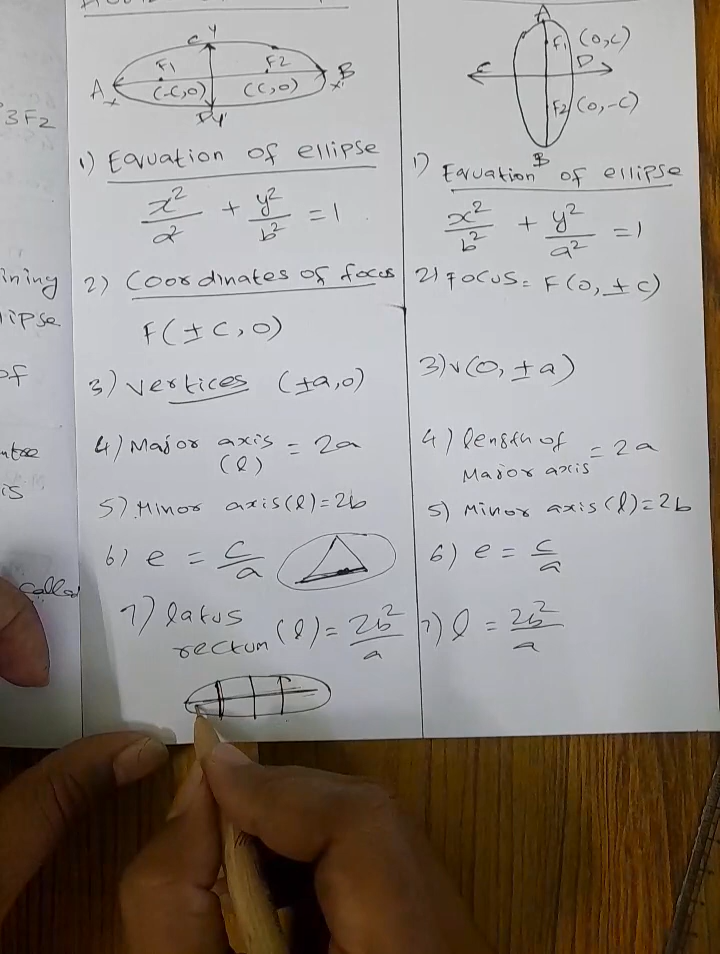 3F2
ining
lipse
of
is
called
C Y
F1 F2
A B
x x'
(-c,0) (c,0)
D y'
1) Equation of ellipse
x²/a² + y²/b² = 1
2) Coordinates of focus
F(±c,0)
3) vertices (±a,0)
4) Major axis (l) = 2a
5) Minor axis (l) = 2b
6) e = c/a
7) latus
rectum (l) = 2b²/a
A
F1 (0,c)
C D
F2 (0,-c)
B
1) Equation of ellipse
x²/b² + y²/a² = 1
2) Focus = F(0, ±c)
3) v(0, ±a)
4) length of
Major axis = 2a
5) Minor axis (l) = 2b
6) e = c/a
7) l = 2b²/a